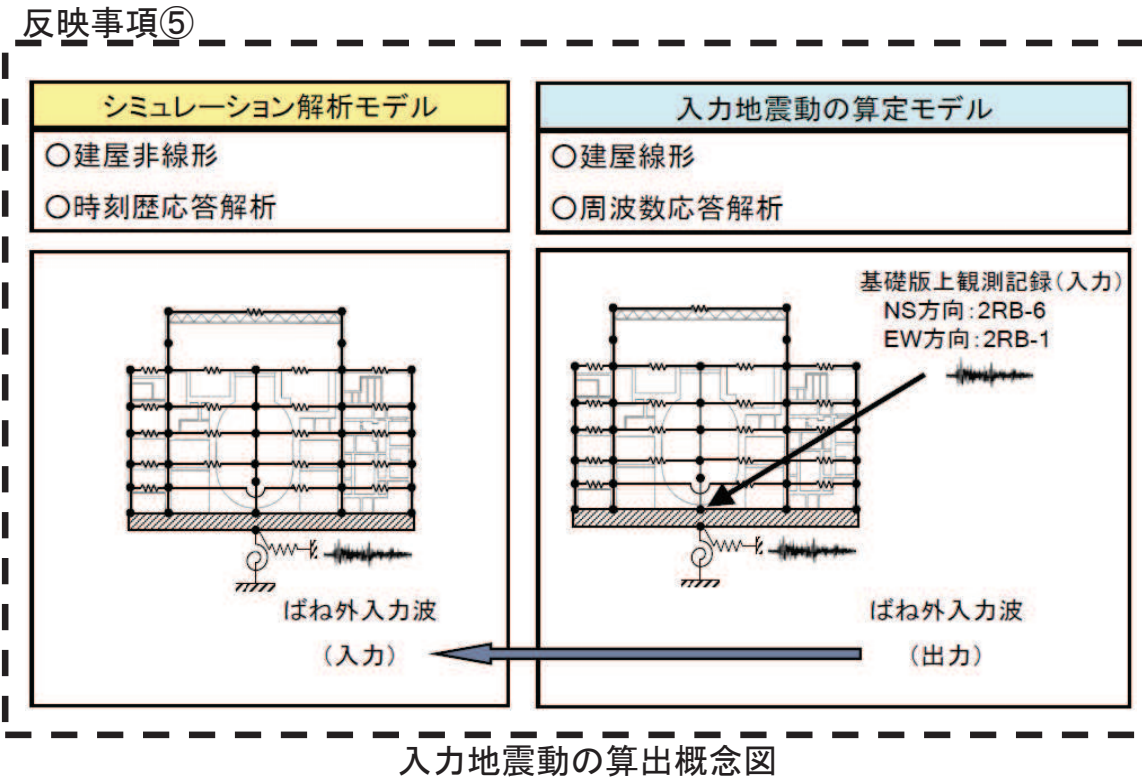 反映事項⑤
シミュレーション解析モデル
〇建屋非線形
〇時刻歴応答解析
ばね外入力波
（入力）
入力地震動の算定モデル
〇建屋線形
〇周波数応答解析
基礎版上観測記録（入力）
NS方向：2RB-6
EW方向：2RB-1
ばね外入力波
（出力）
入力地震動の算出概念図